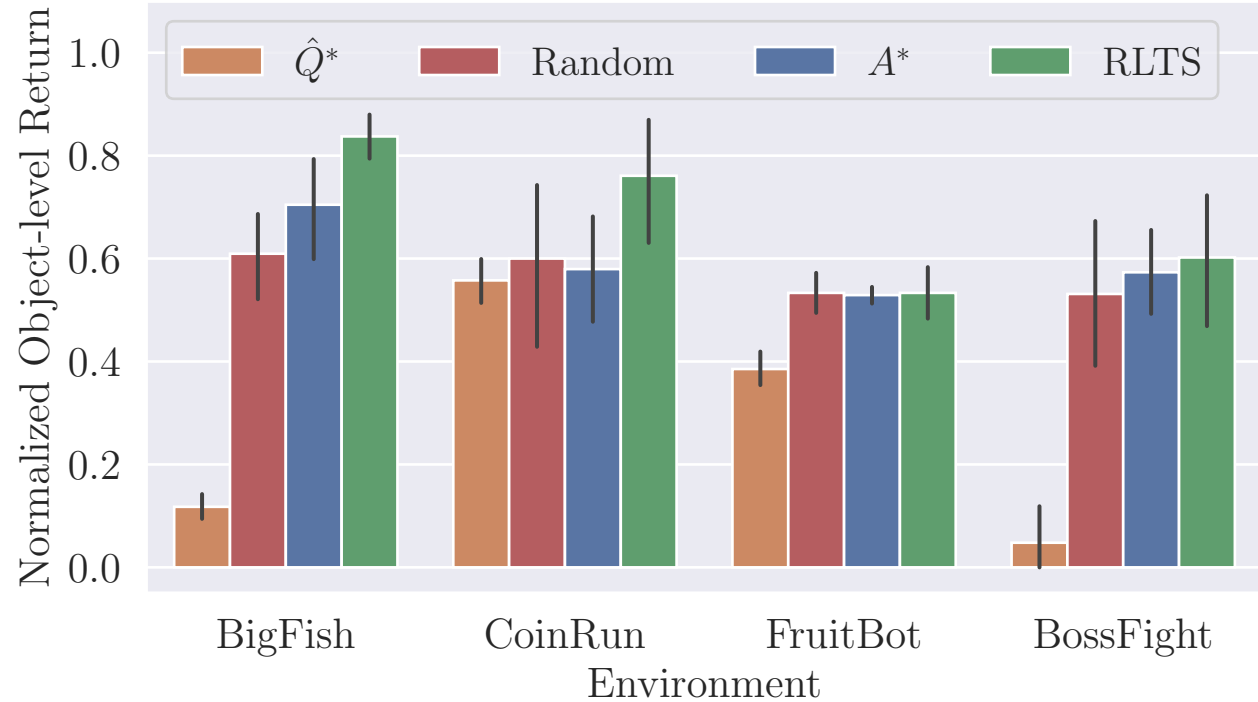 Normalized Object-level Return
1.0
0.8
0.6
0.4
0.2
0.0
Q̂* Random A* RLTS
BigFish CoinRun FruitBot BossFight
Environment